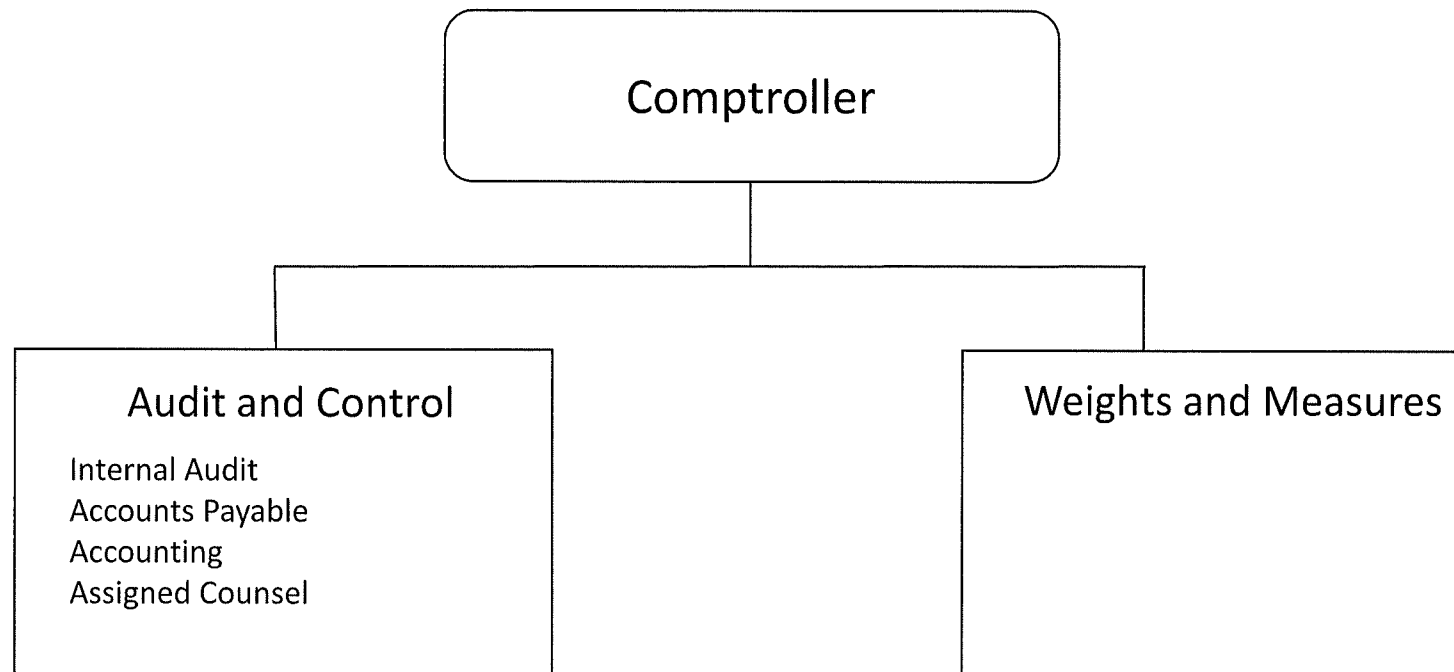 Comptroller
Audit and Control
Internal Audit
Accounts Payable
Accounting
Assigned Counsel
Weights and Measures